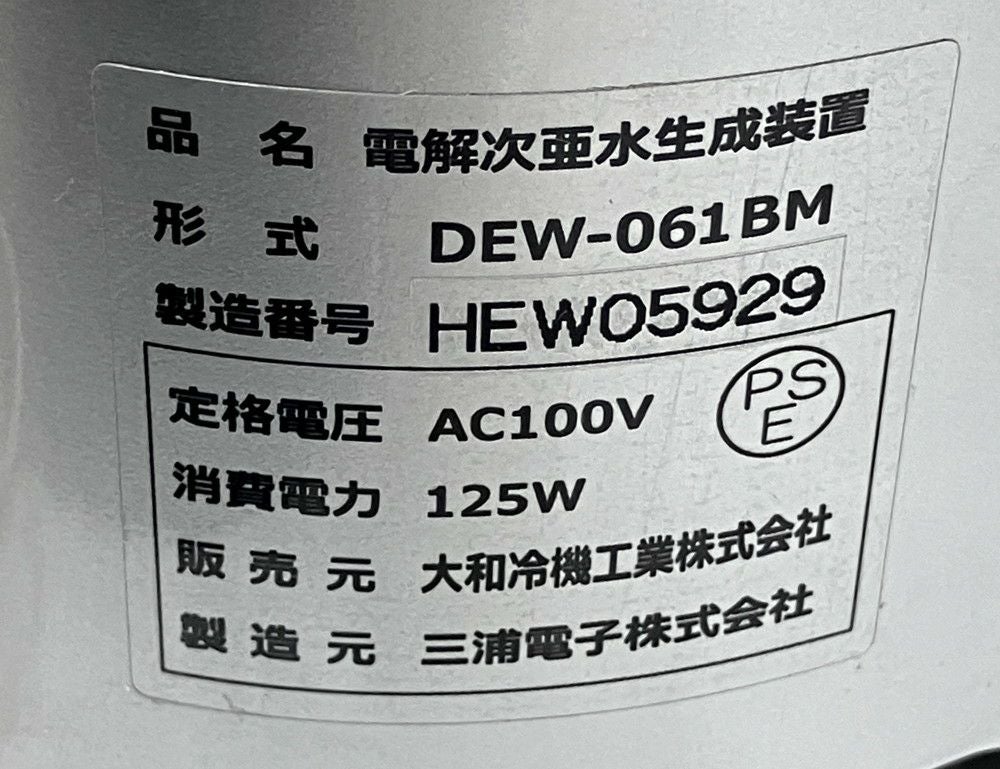 品名 電解次亜水生成装置
形式 DEW-061BM
製造番号 HEW05929
定格電圧 AC100V
PSE
消費電力 125W
販売元 大和冷機工業株式会社
製造元 三浦電子株式会社